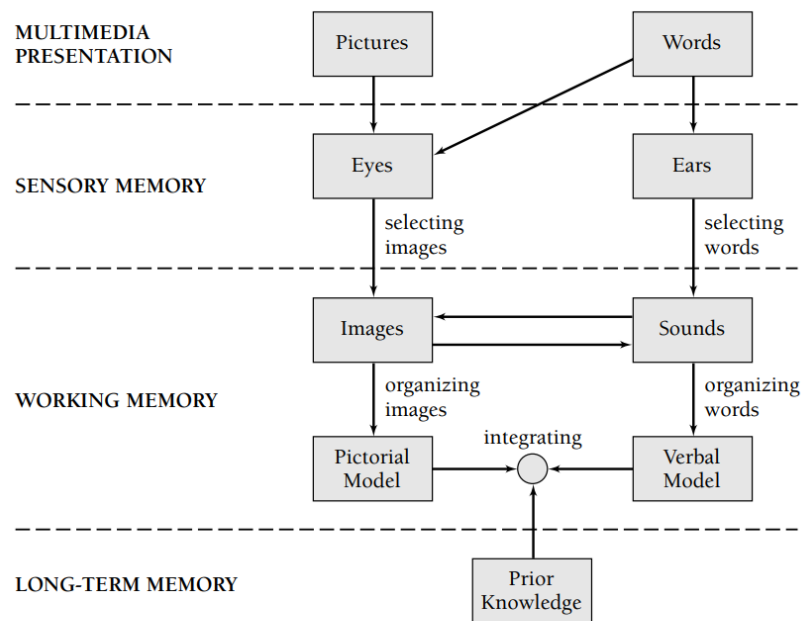 MULTIMEDIA
PRESENTATION
Pictures
Words
SENSORY MEMORY
Eyes
Ears
selecting
images
selecting
words
WORKING MEMORY
Images
Sounds
organizing
images
organizing
words
integrating
Pictorial
Model
Verbal
Model
LONG-TERM MEMORY
Prior
Knowledge